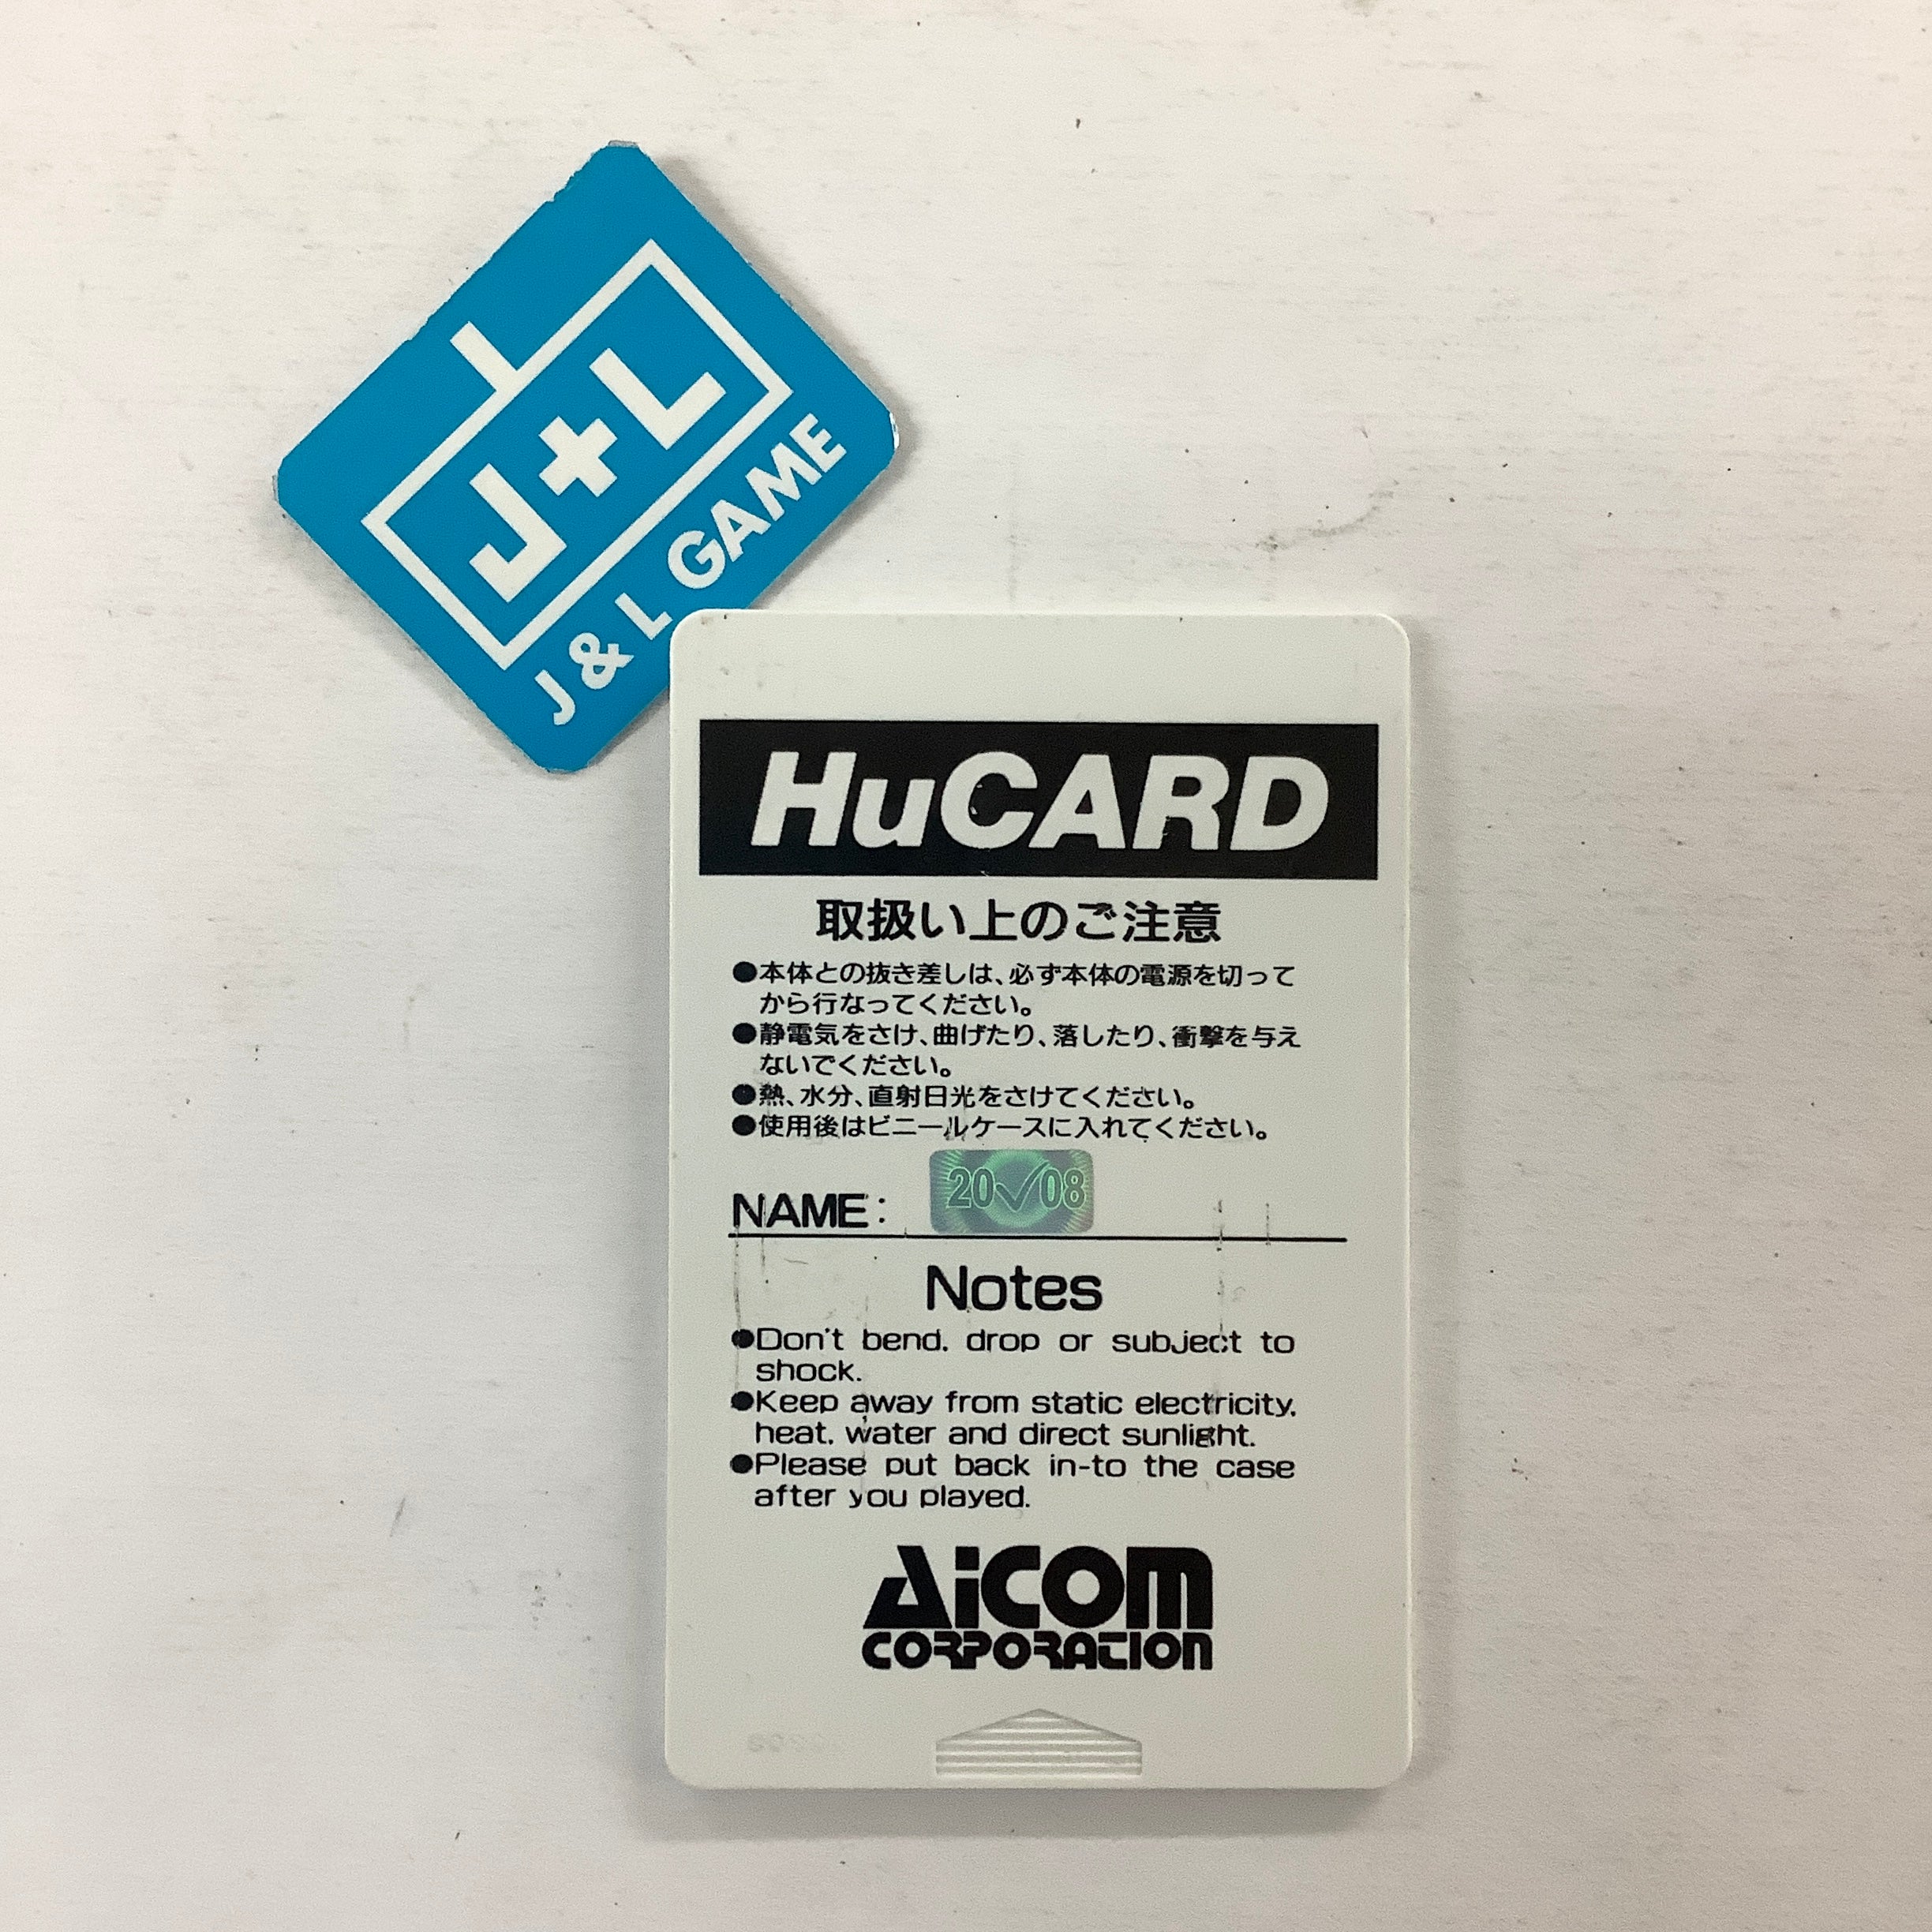 J+L
J & L GAME
HuCARD
取扱い上のご注意
●本体との抜き差しは、必ず本体の電源を切って
から行なってください。
●静電気をさけ、曲げたり、落したり、衝撃を与え
ないでください。
●熱、水分、直射日光をさけてください。
●使用後はビニールケースに入れてください。
20✓08
NAME:
Notes
●Don't bend, drop or subject to
shock.
●Keep away from static electricity,
heat, water and direct sunlight.
●Please put back in-to the case
after you played.
AiCOM
CORPORATION